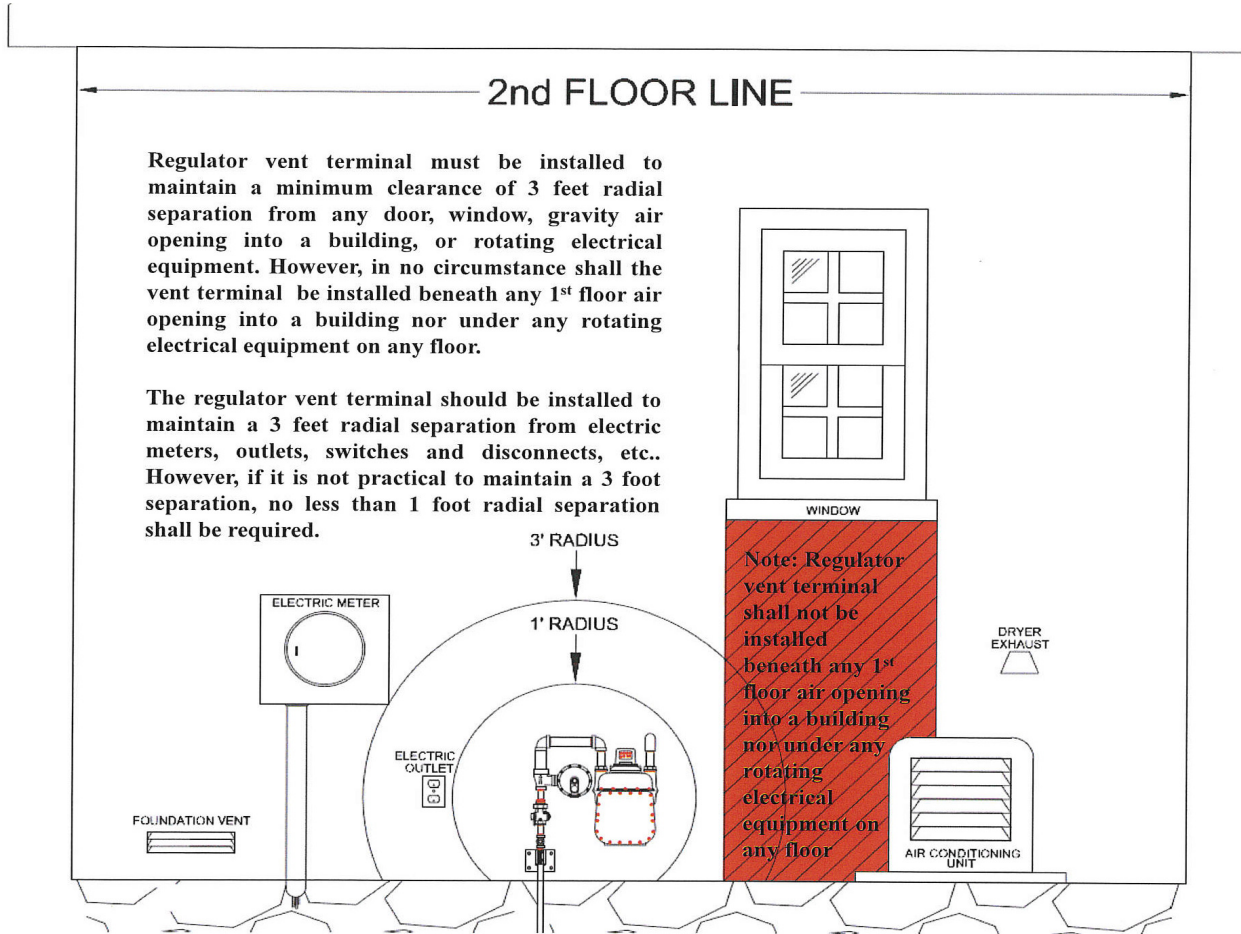 2nd FLOOR LINE
Regulator vent terminal must be installed to
maintain a minimum clearance of 3 feet radial
separation from any door, window, gravity air
opening into a building, or rotating electrical
equipment. However, in no circumstance shall the
vent terminal be installed beneath any 1st floor air
opening into a building nor under any rotating
electrical equipment on any floor.
The regulator vent terminal should be installed to
maintain a 3 feet radial separation from electric
meters, outlets, switches and disconnects, etc..
However, if it is not practical to maintain a 3 foot
separation, no less than 1 foot radial separation
shall be required.
WINDOW
3' RADIUS
1' RADIUS
ELECTRIC METER
Note: Regulator
vent terminal
shall not be
installed
beneath any 1st
floor air opening
into a building
nor under any
rotating
electrical
equipment on
any floor
DRYER
EXHAUST
ELECTRIC
OUTLET
FOUNDATION VENT
AIR CONDITIONING
UNIT